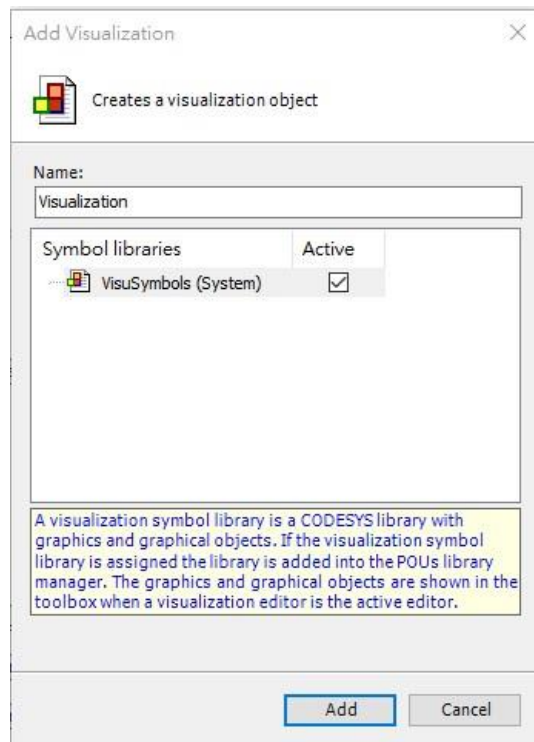 Add Visualization
Creates a visualization object
Name:
Visualization
Symbol libraries Active
VisuSymbols (System)
A visualization symbol library is a CODESYS library with
graphics and graphical objects. If the visualization symbol
library is assigned the library is added into the POUs library
manager. The graphics and graphical objects are shown in the
toolbox when a visualization editor is the active editor.
Add Cancel